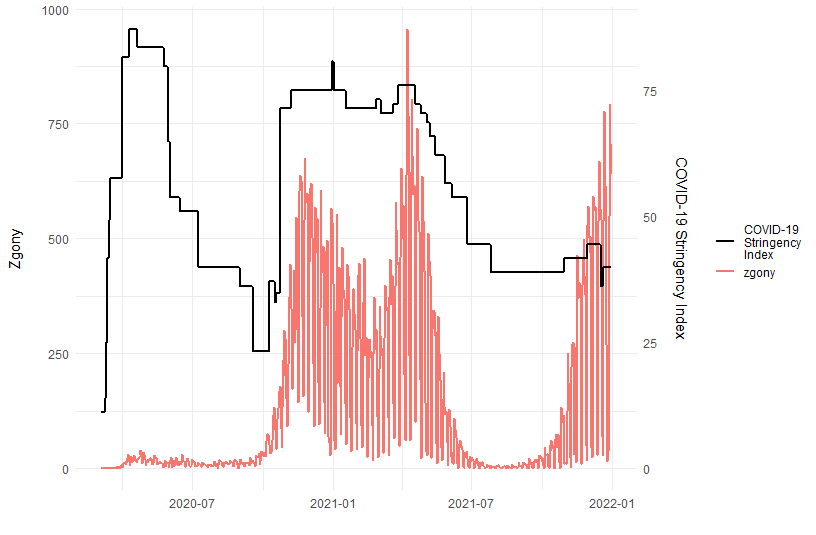 1000
750
500
250
0
Zgony
75
50
25
0
COVID-19 Stringency Index
2020-07
2021-01
2021-07
2022-01
COVID-19
Stringency
Index
zgony